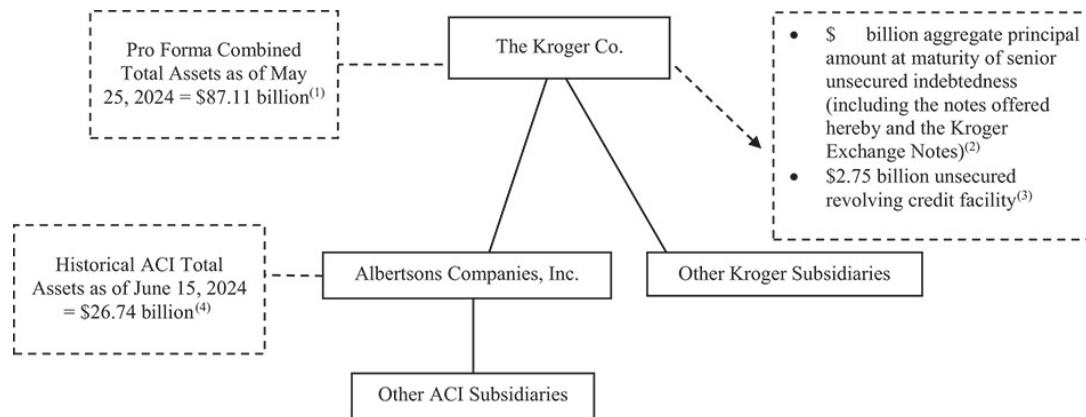 Pro Forma Combined
Total Assets as of May
25, 2024 = $87.11 billion(1)
The Kroger Co.
• $ billion aggregate principal
amount at maturity of senior
unsecured indebtedness
(including the notes offered
hereby and the Kroger
Exchange Notes)(2)
• $2.75 billion unsecured
revolving credit facility(3)
Historical ACI Total
Assets as of June 15, 2024
= $26.74 billion(4)
Albertsons Companies, Inc.
Other Kroger Subsidiaries
Other ACI Subsidiaries